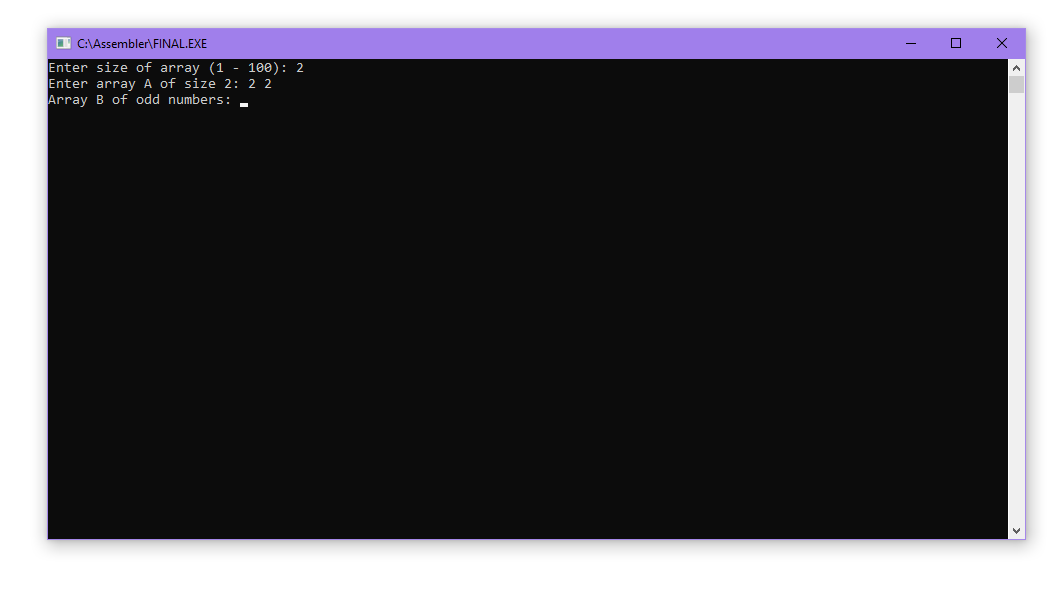 C:\Assembler\FINAL.EXE
Enter size of array (1 - 100): 2
Enter array A of size 2: 2 2
Array B of odd numbers: